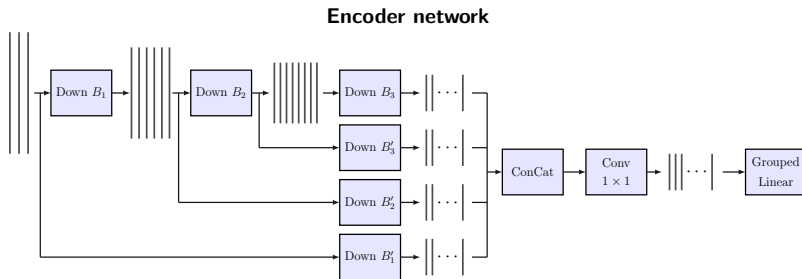 Encoder network
Down B₁
Down B₂
Down B₃
···
Down B′₃
···
ConCat
Conv
1 × 1
···
Grouped
Linear
Down B′₂
···
Down B′₁
···